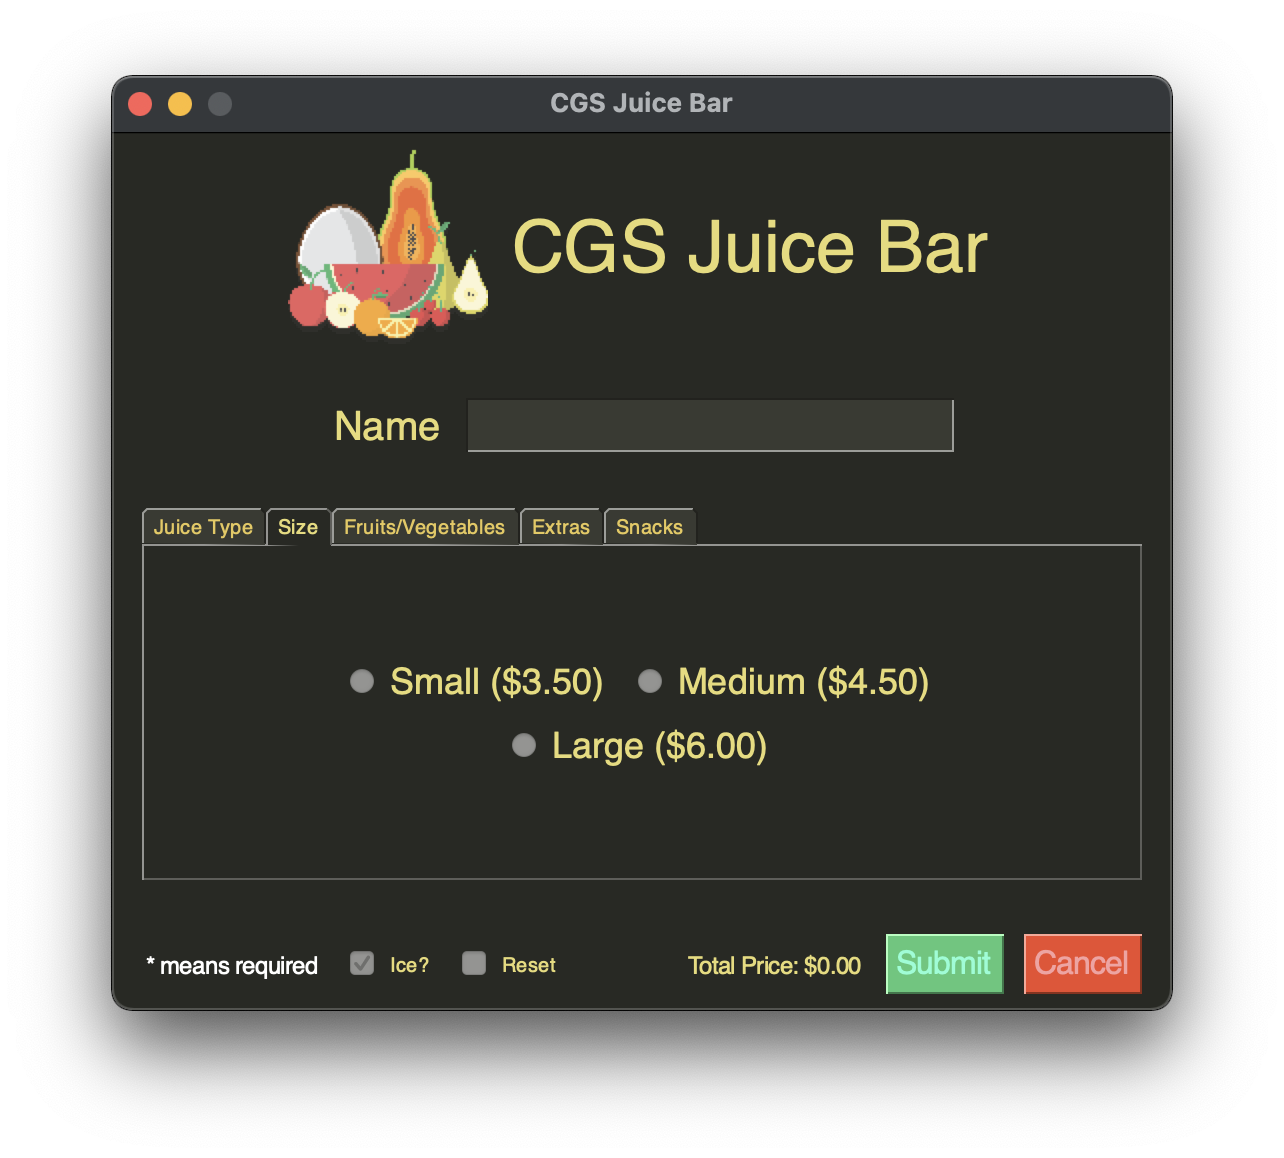 CGS Juice Bar
CGS Juice Bar
Name
Juice Type Size Fruits/Vegetables Extras Snacks
Small ($3.50) Medium ($4.50)
Large ($6.00)
* means required Ice? Reset Total Price: $0.00 Submit Cancel